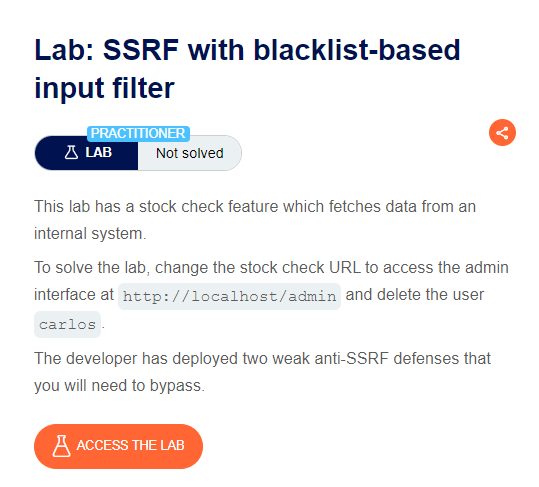 Lab: SSRF with blacklist-based
input filter
PRACTITIONER
LAB
Not solved
This lab has a stock check feature which fetches data from an
internal system.
To solve the lab, change the stock check URL to access the admin
interface at http://localhost/admin and delete the user
carlos.
The developer has deployed two weak anti-SSRF defenses that
you will need to bypass.
ACCESS THE LAB